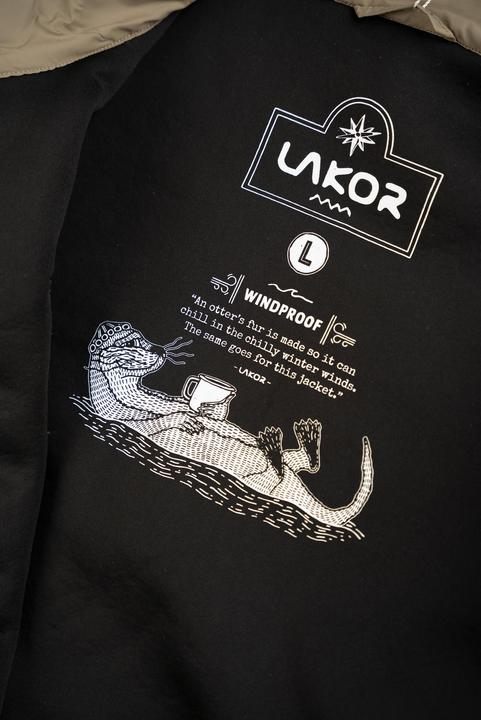 LAKOR
L
WINDPROOF
“An otter's fur is made so it can
chill in the chilly winter winds.
The same goes for this jacket.”
-LAKOR-